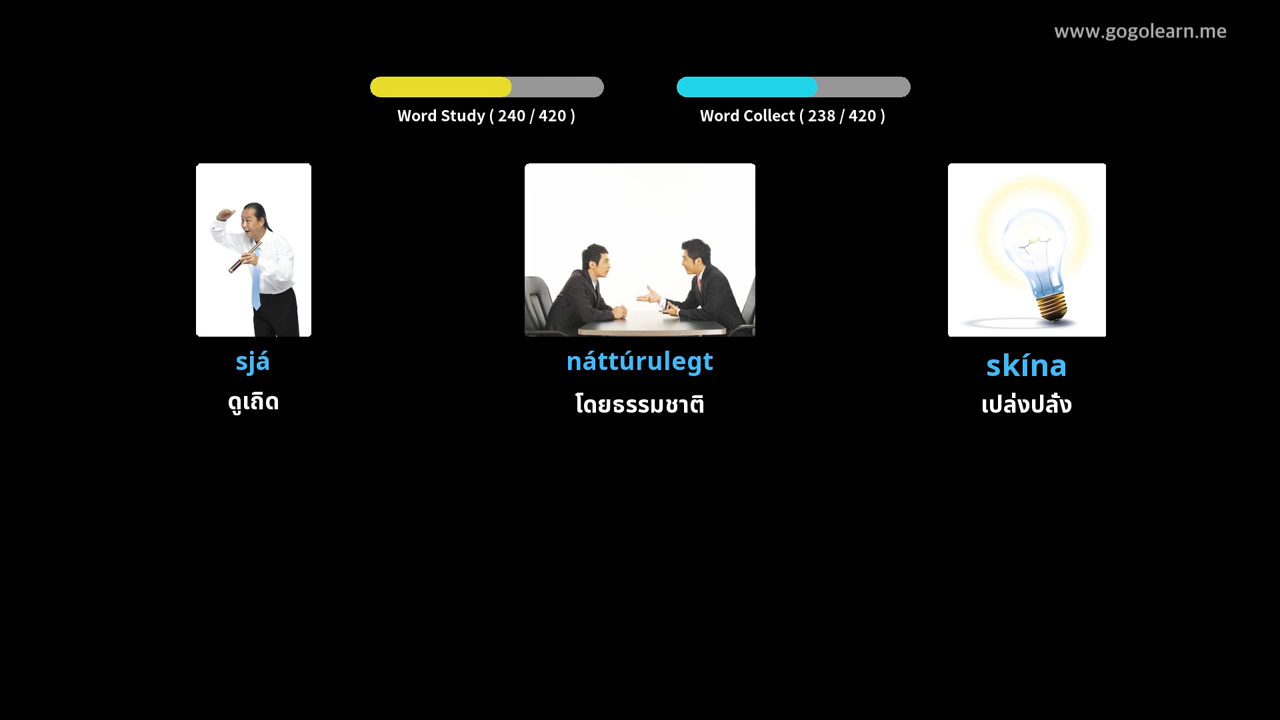 www.gogolearn.me
Word Study ( 240 / 420 )
Word Collect ( 238 / 420 )
sjá
náttúrulegt
skína
ดูเถิด
โดยธรรมชาติ
เปล่งปลั่ง